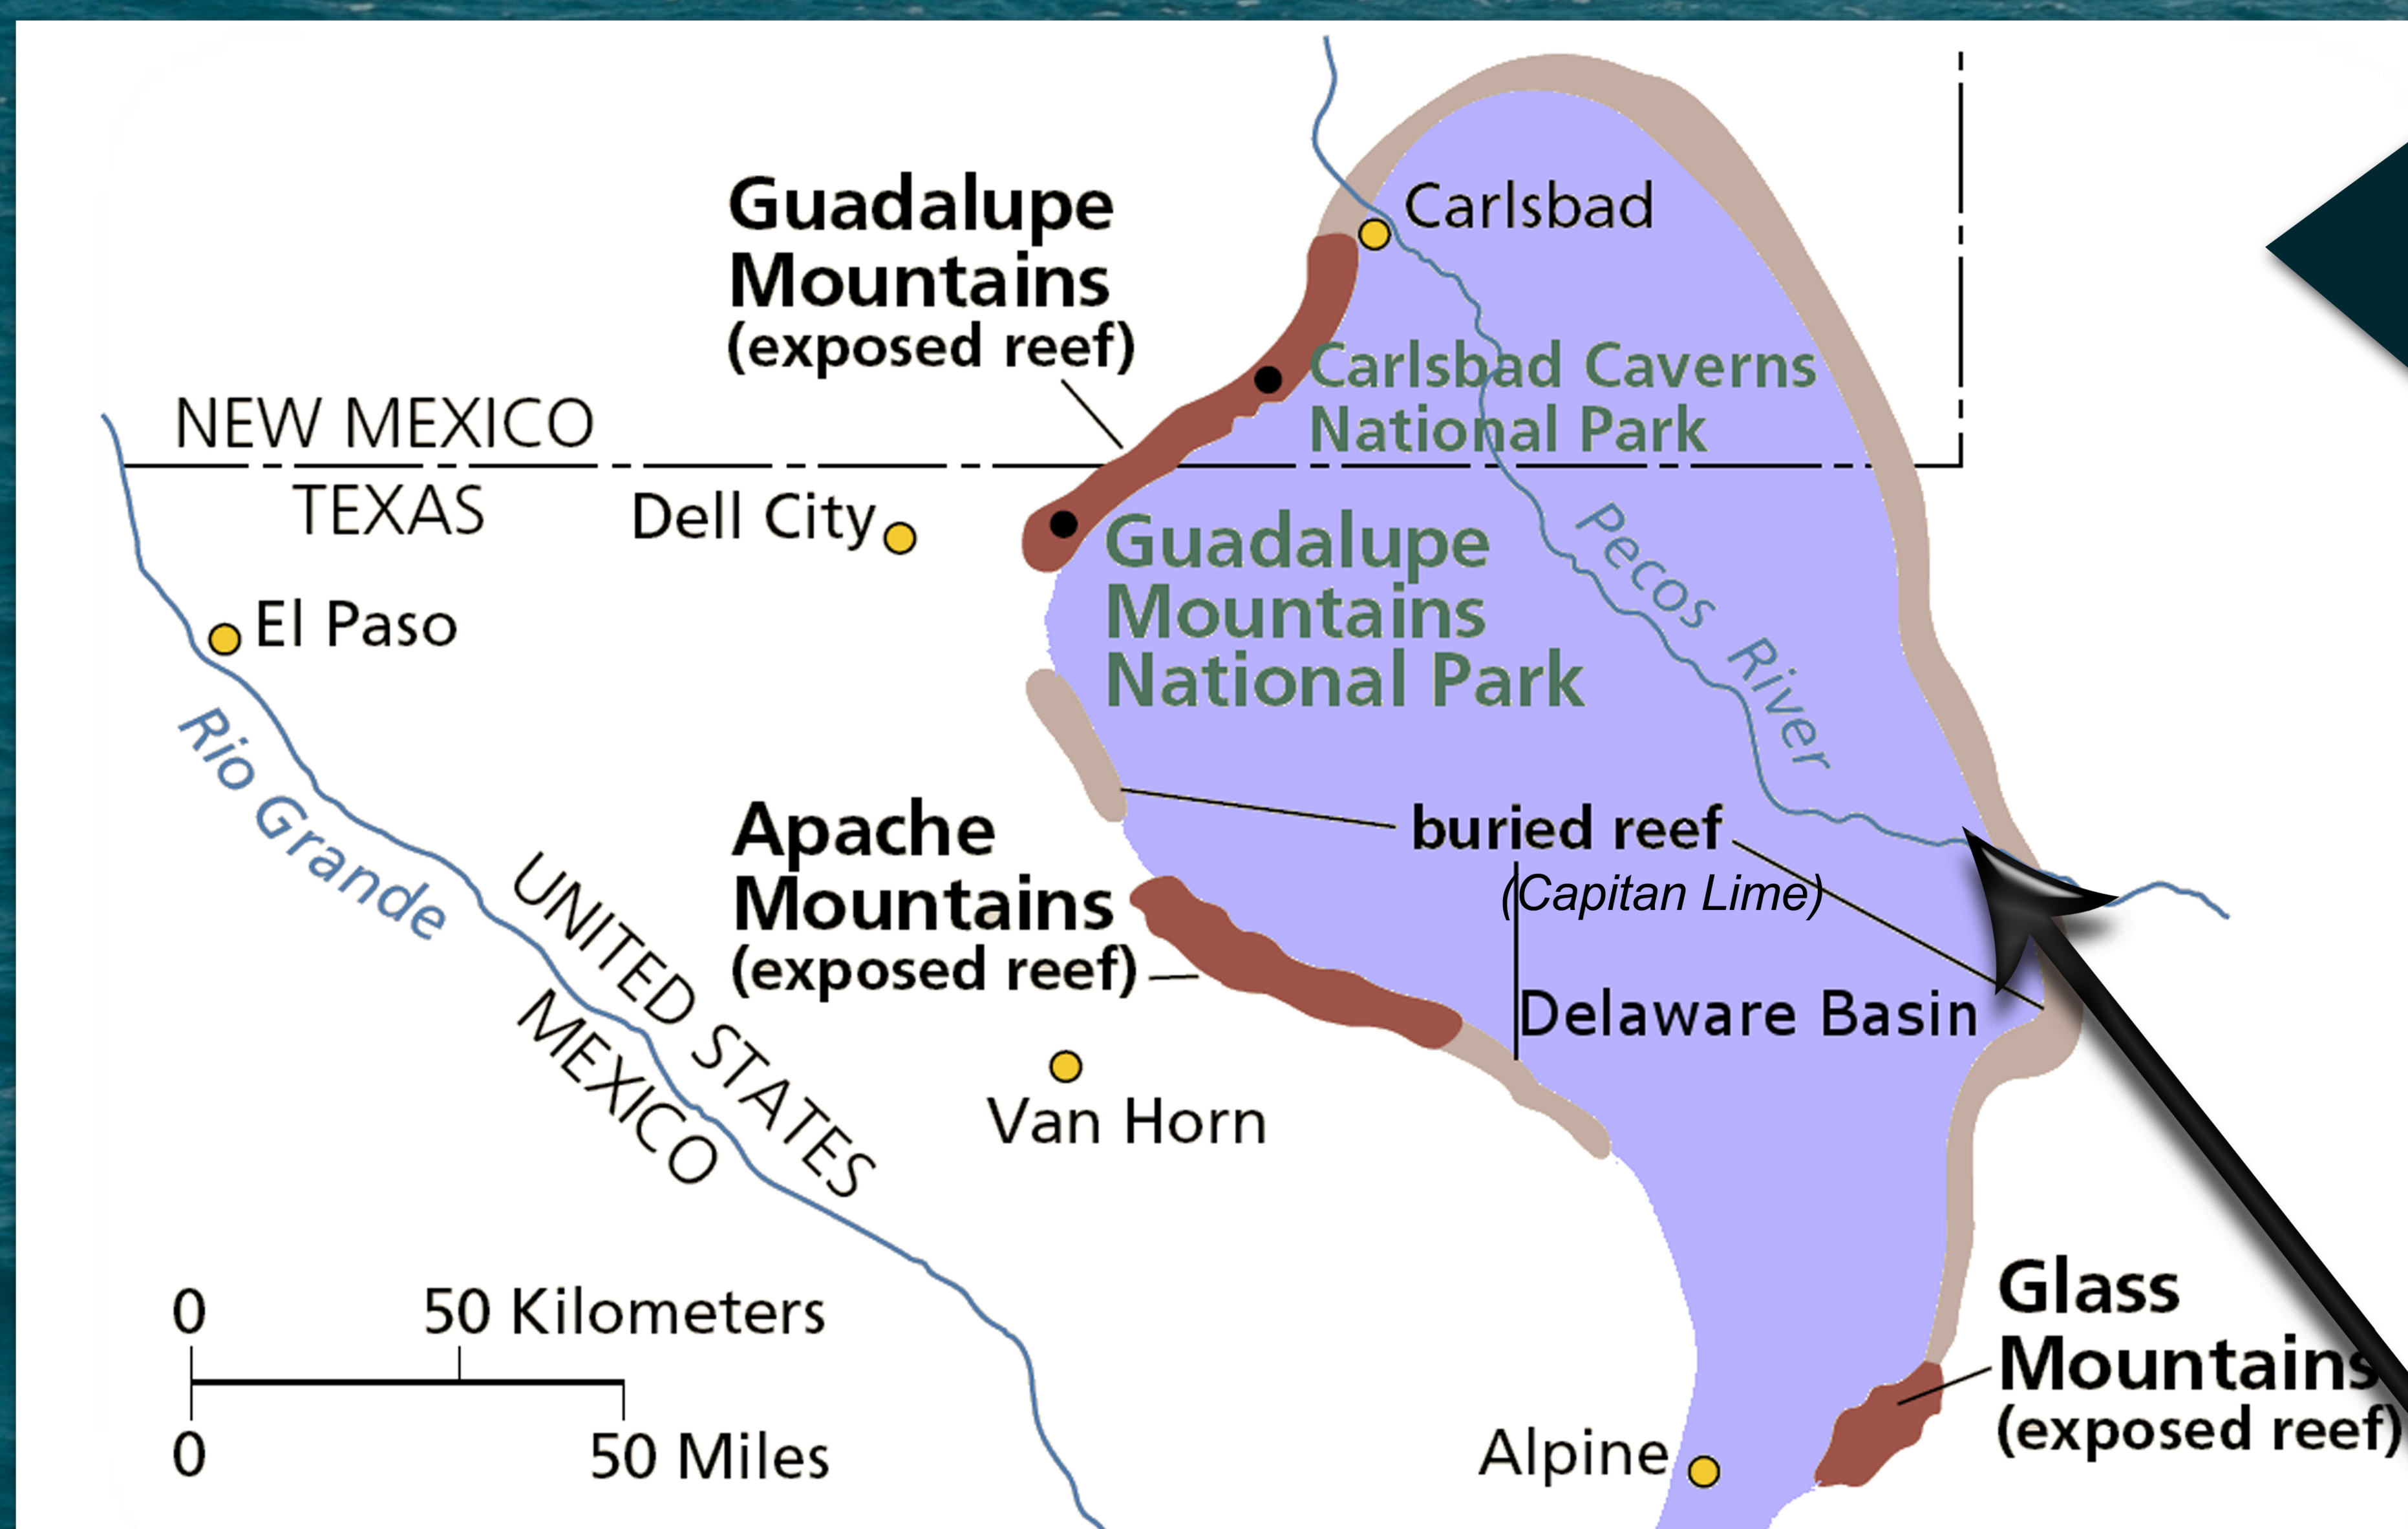 Guadalupe
Mountains
(exposed reef)
Carlsbad
Carlsbad Caverns
National Park
NEW MEXICO
TEXAS
Dell City
Guadalupe
Mountains
National Park
Pecos River
El Paso
Rio Grande
UNITED STATES
MEXICO
Apache
Mountains
(exposed reef)
buried reef
(Capitan Lime)
Delaware Basin
Van Horn
Glass
Mountains
(exposed reef)
Alpine
0 50 Kilometers
0 50 Miles